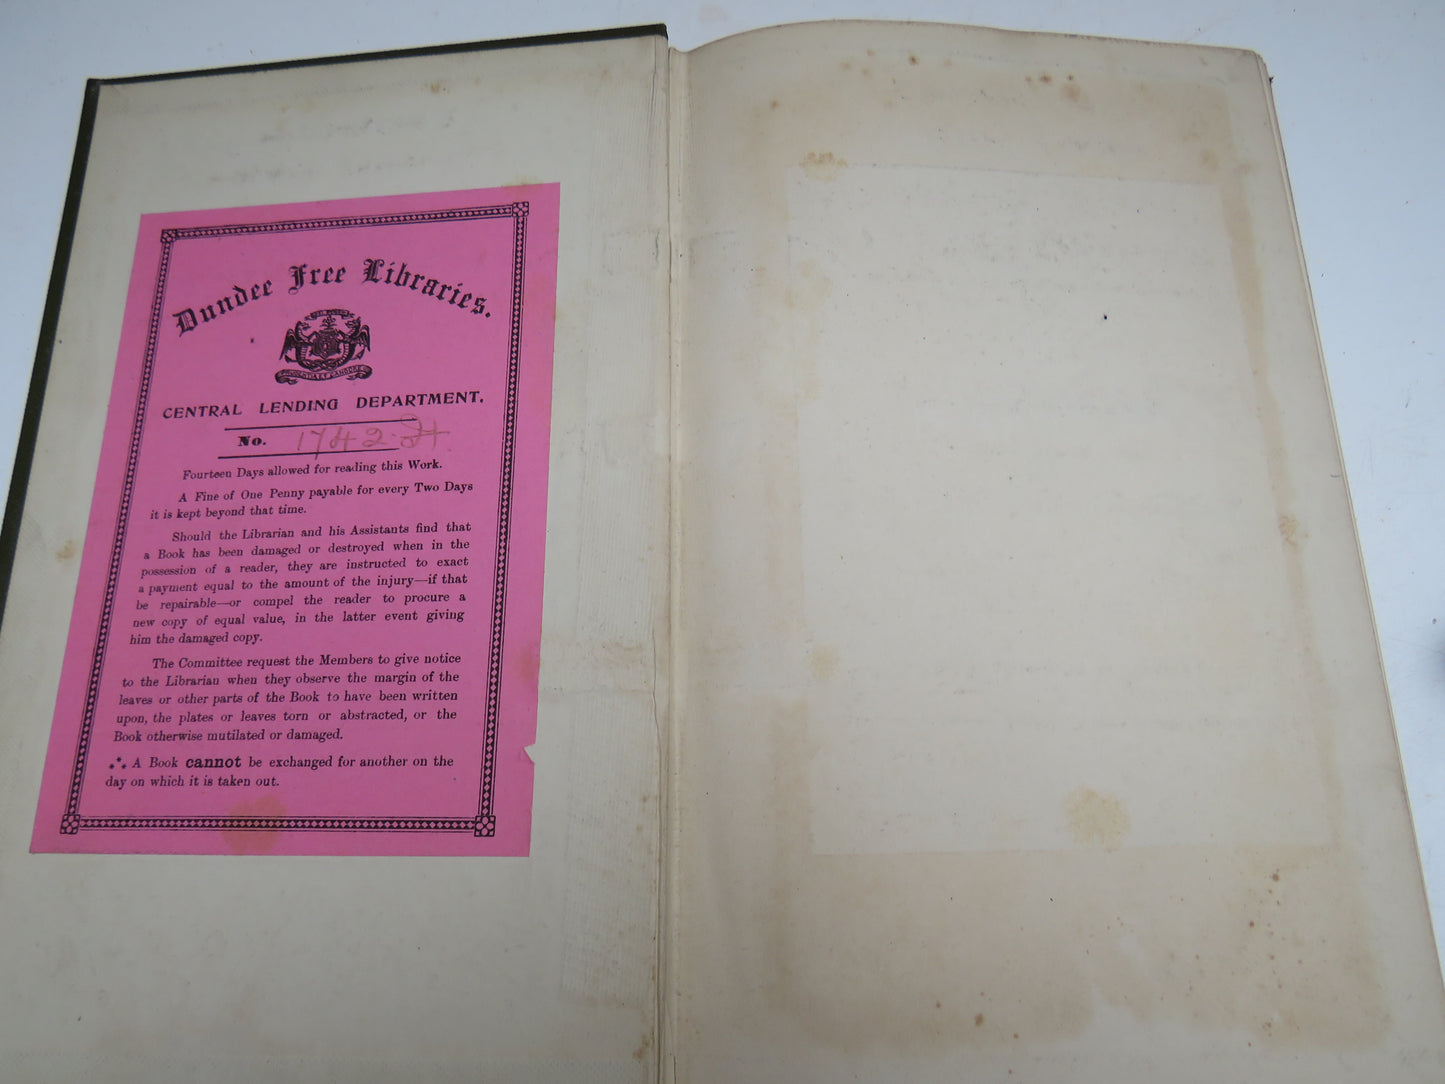 Dundee Free Libraries.
PRUDENTIA ET CANDORE
CENTRAL LENDING DEPARTMENT.
No. 1742
Fourteen Days allowed for reading this Work.
A Fine of One Penny payable for every Two Days
it is kept beyond that time.
Should the Librarian and his Assistants find that
a Book has been damaged or destroyed when in the
possession of a reader, they are instructed to exact
a payment equal to the amount of the injury—if that
be repairable—or compel the reader to procure a
new copy of equal value, in the latter event giving
him the damaged copy.
The Committee request the Members to give notice
to the Librarian when they observe the margin of the
leaves or other parts of the Book to have been written
upon, the plates or leaves torn or abstracted, or the
Book otherwise mutilated or damaged.
⁂ A Book cannot be exchanged for another on the
day on which it is taken out.